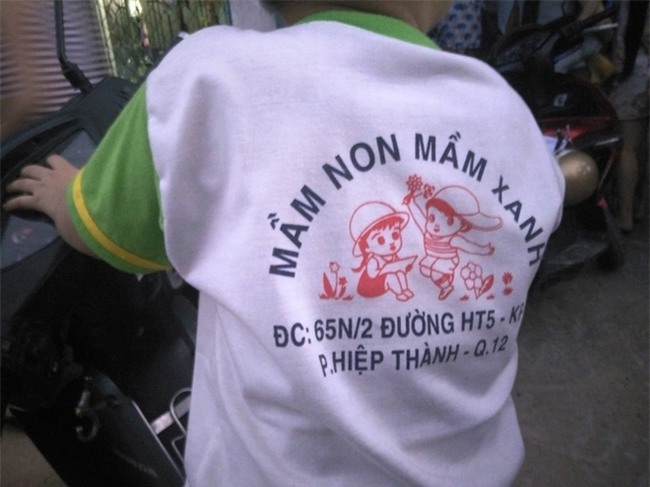 MẦM NON MẦM XANH
ĐC: 65N/2 ĐƯỜNG HT5 -
P.HIỆP THÀNH - Q.12